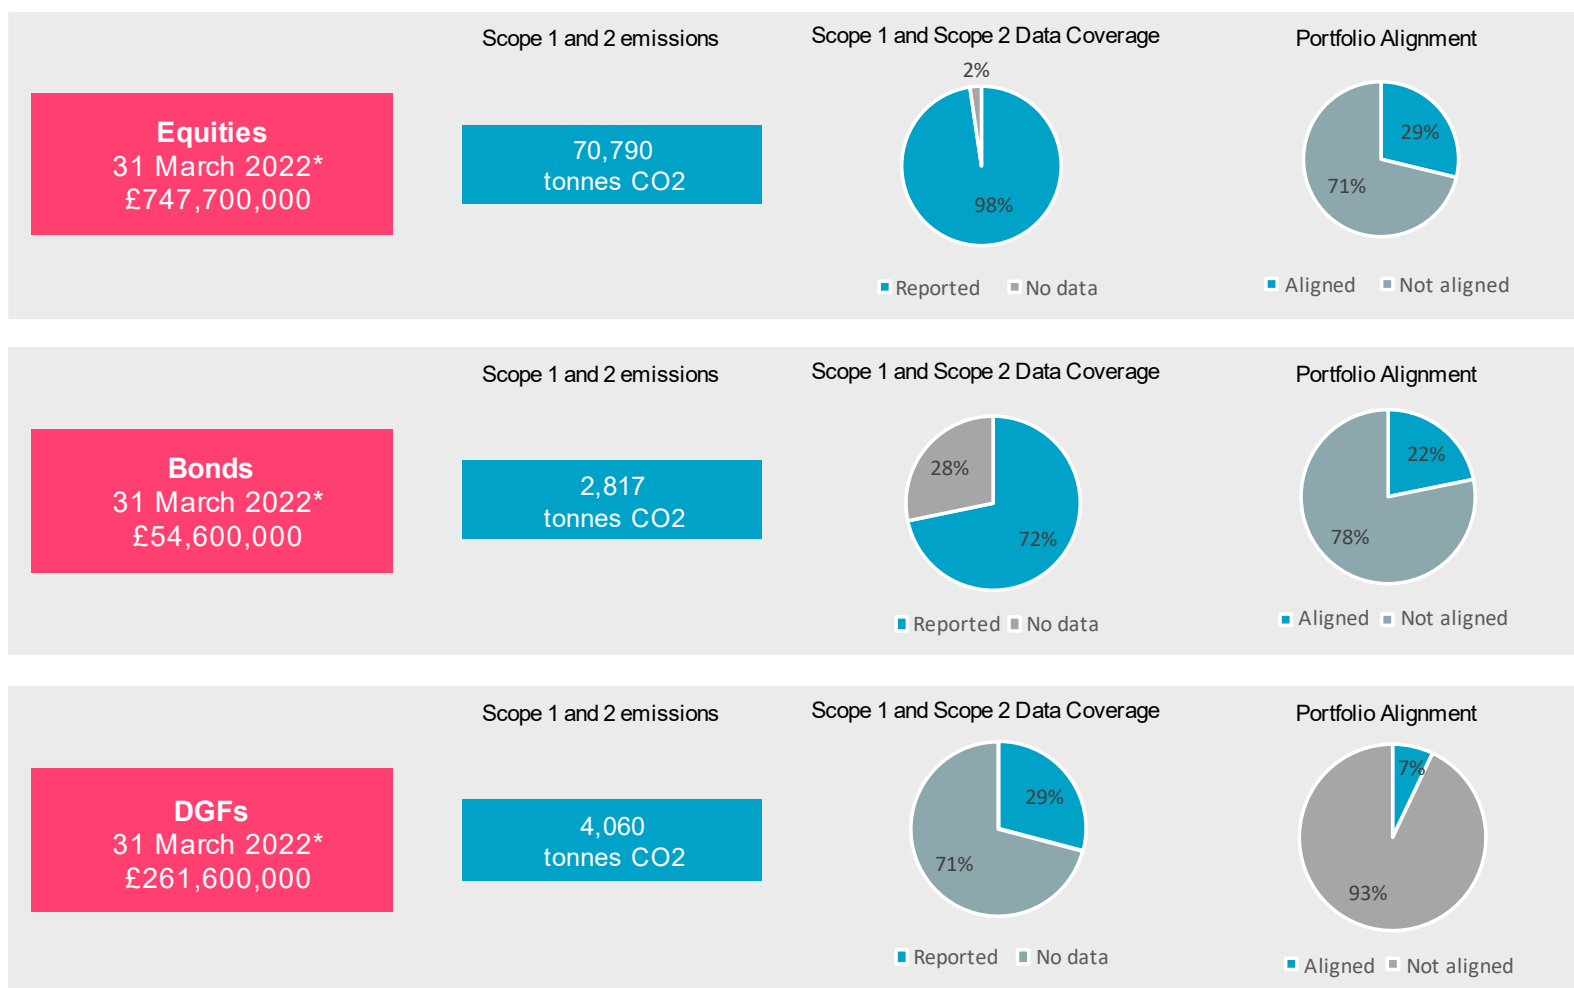 Scope 1 and 2 emissions
Scope 1 and Scope 2 Data Coverage
Portfolio Alignment
Equities
31 March 2022*
£747,700,000
70,790
tonnes CO2
2%
98%
Reported
No data
29%
71%
Aligned
Not aligned
Scope 1 and 2 emissions
Scope 1 and Scope 2 Data Coverage
Portfolio Alignment
Bonds
31 March 2022*
£54,600,000
2,817
tonnes CO2
28%
72%
Reported
No data
22%
78%
Aligned
Not aligned
Scope 1 and 2 emissions
Scope 1 and Scope 2 Data Coverage
Portfolio Alignment
DGFs
31 March 2022*
£261,600,000
4,060
tonnes CO2
29%
71%
Reported
No data
7%
93%
Aligned
Not aligned